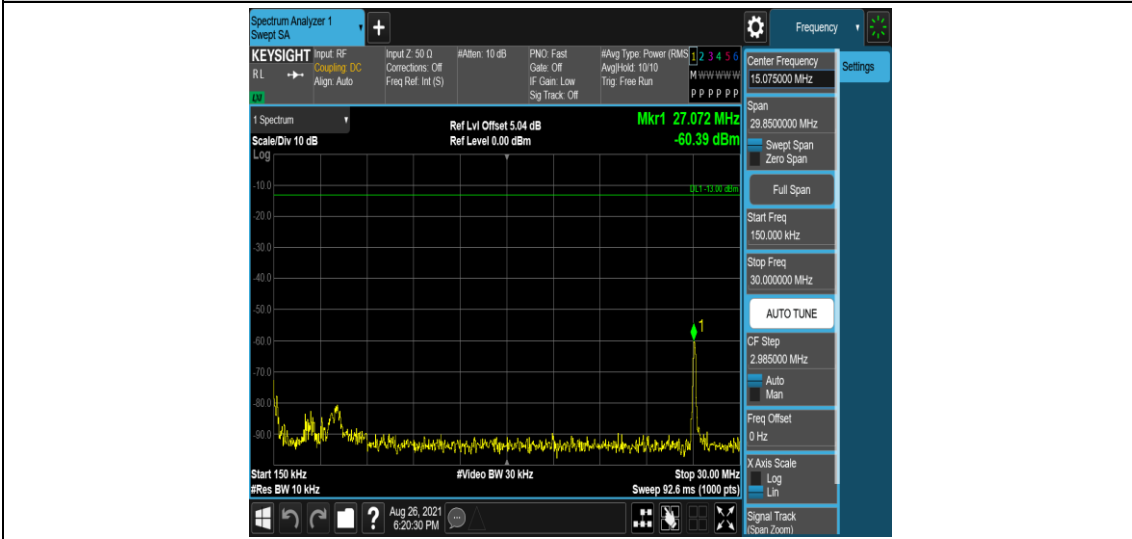 Spectrum Analyzer 1
Swept SA
+
Frequency
KEYSIGHT
RL
Input: RF
Coupling: DC
Align: Auto
Input Z: 50 Ω
Corrections: Off
Freq Ref: Int (S)
#Atten: 10 dB
PNO: Fast
Gate: Off
IF Gain: Low
Sig Track: Off
#Avg Type: Power (RMS
Avg|Hold: 10/10
Trig: Free Run
1 2 3 4 5 6
M W W W W W
P P P P P P
1 Spectrum
Scale/Div 10 dB
Log
Ref Lvl Offset 5.04 dB
Ref Level 0.00 dBm
Mkr1 27.072 MHz
-60.39 dBm
DL1 -13.00 dBm
-10.0
-20.0
-30.0
-40.0
-50.0
-60.0
-70.0
-80.0
-90.0
1
Start 150 kHz
#Res BW 10 kHz
#Video BW 30 kHz
Stop 30.00 MHz
Sweep 92.6 ms (1000 pts)
?
Aug 26, 2021
6:20:30 PM
Center Frequency
15.075000 MHz
Settings
Span
29.8500000 MHz
Swept Span
Zero Span
Full Span
Start Freq
150.000 kHz
Stop Freq
30.000000 MHz
AUTO TUNE
CF Step
2.985000 MHz
Auto
Man
Freq Offset
0 Hz
X Axis Scale
Log
Lin
Signal Track
(Span Zoom)